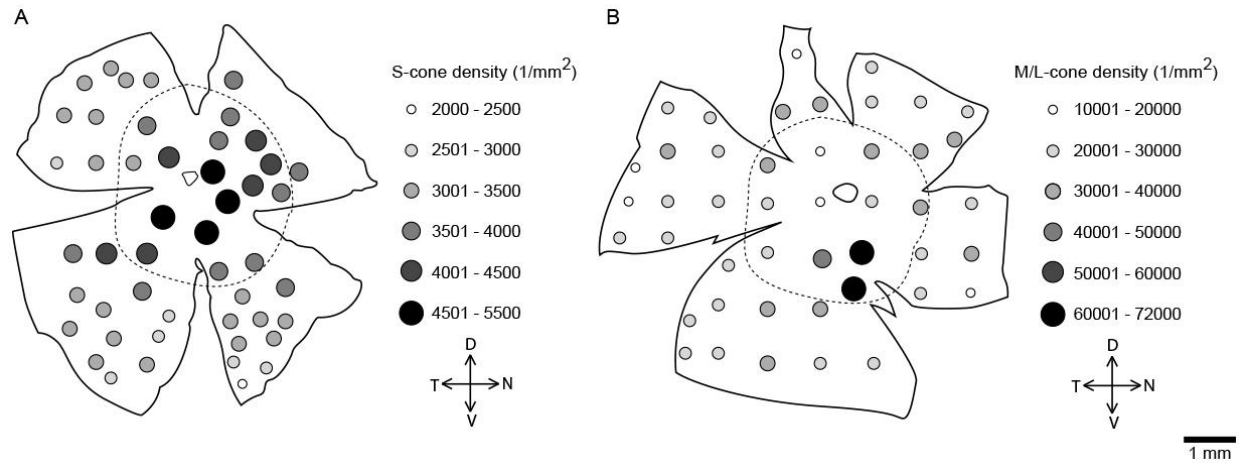 A
S-cone density (1/mm²)
2000 - 2500
2501 - 3000
3001 - 3500
3501 - 4000
4001 - 4500
4501 - 5500
D
T N
V
B
M/L-cone density (1/mm²)
10001 - 20000
20001 - 30000
30001 - 40000
40001 - 50000
50001 - 60000
60001 - 72000
D
T N
V
1 mm